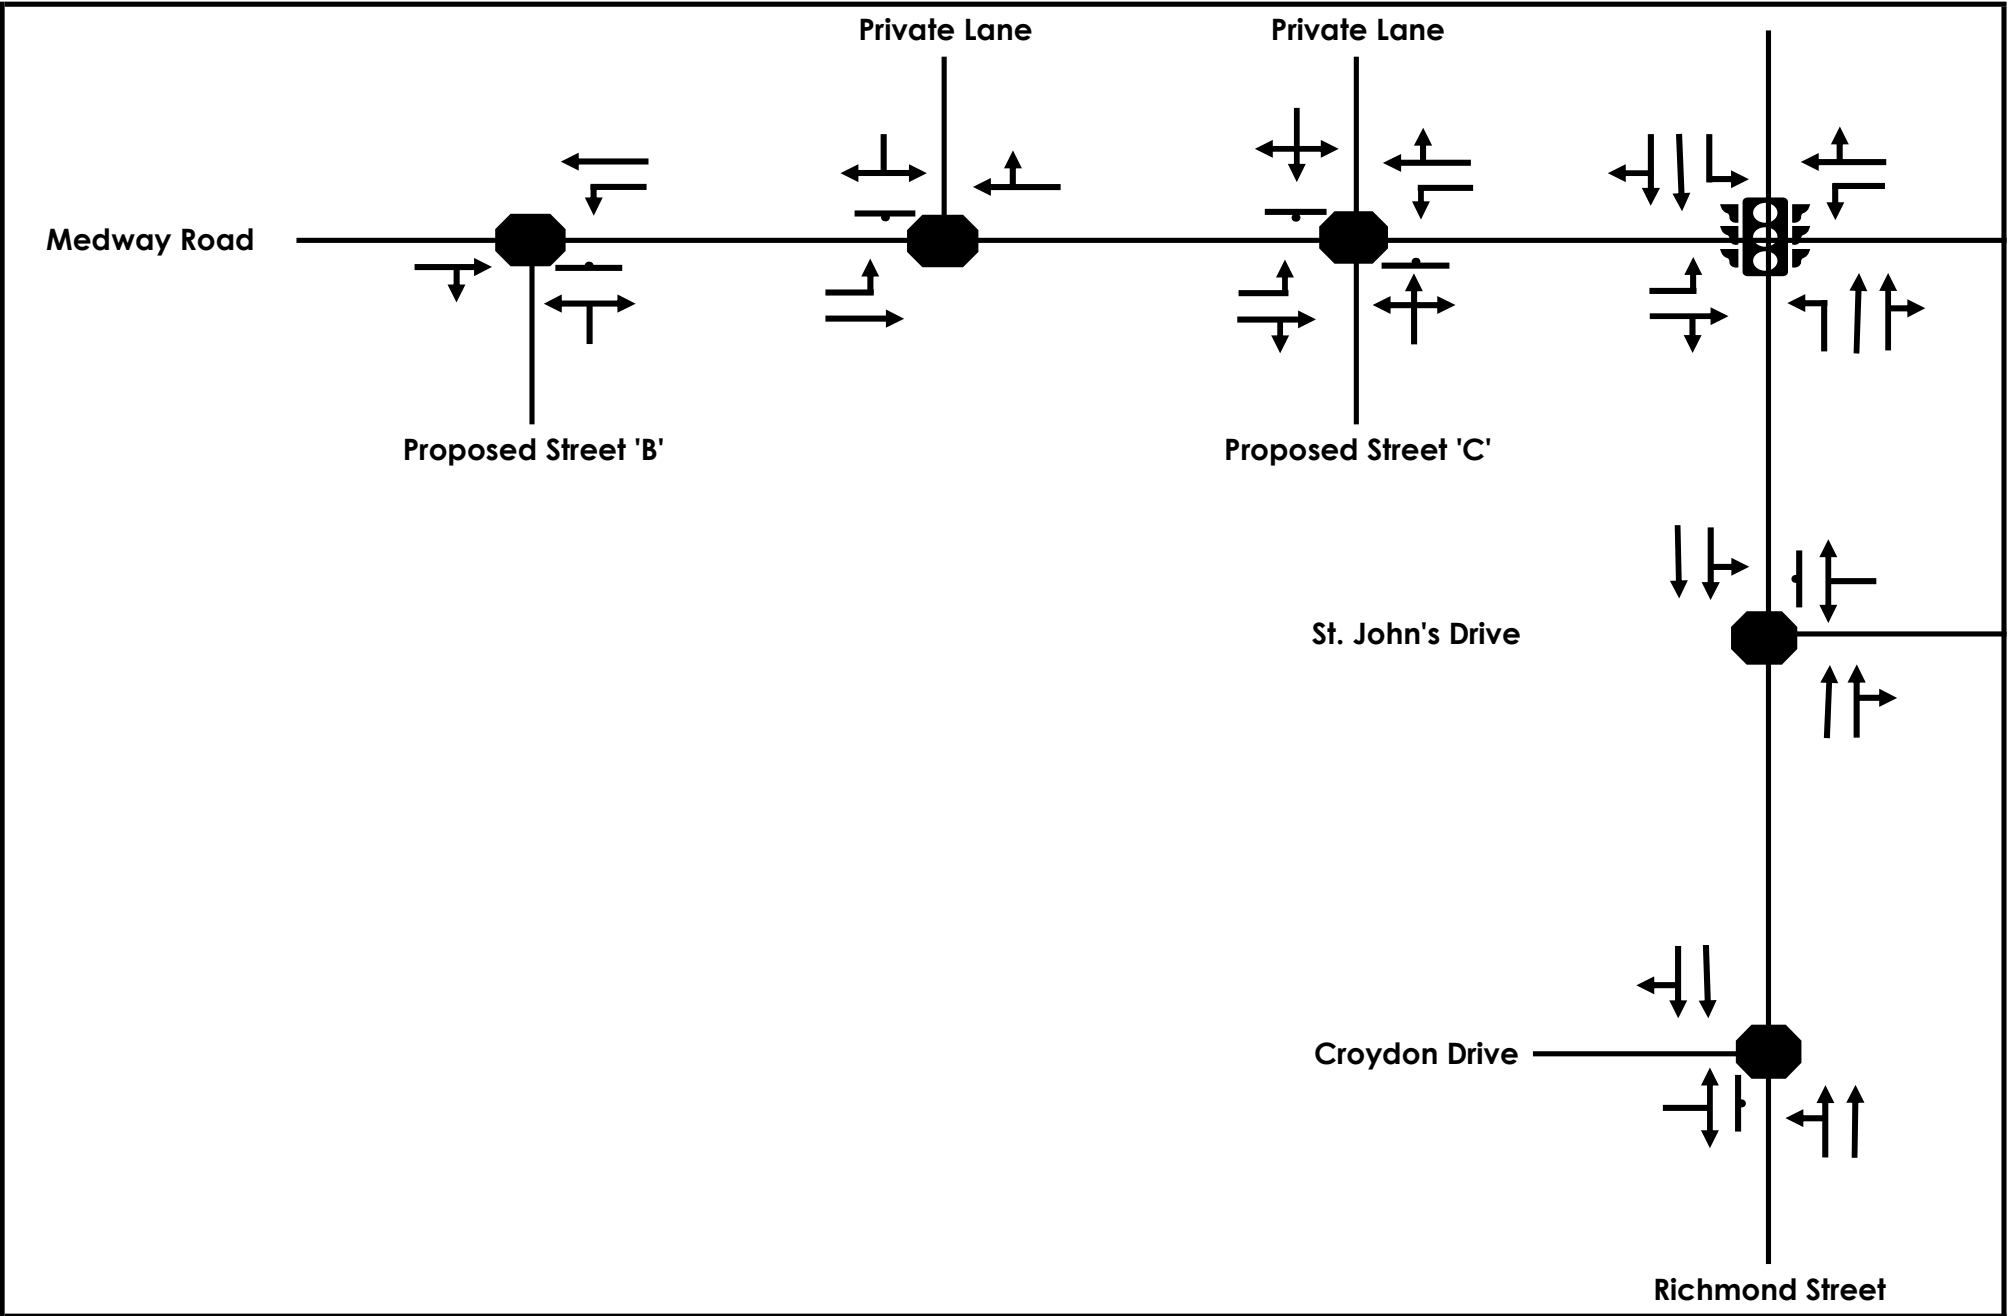 Private Lane
Private Lane
Medway Road
Proposed Street 'B'
Proposed Street 'C'
St. John's Drive
Croydon Drive
Richmond Street